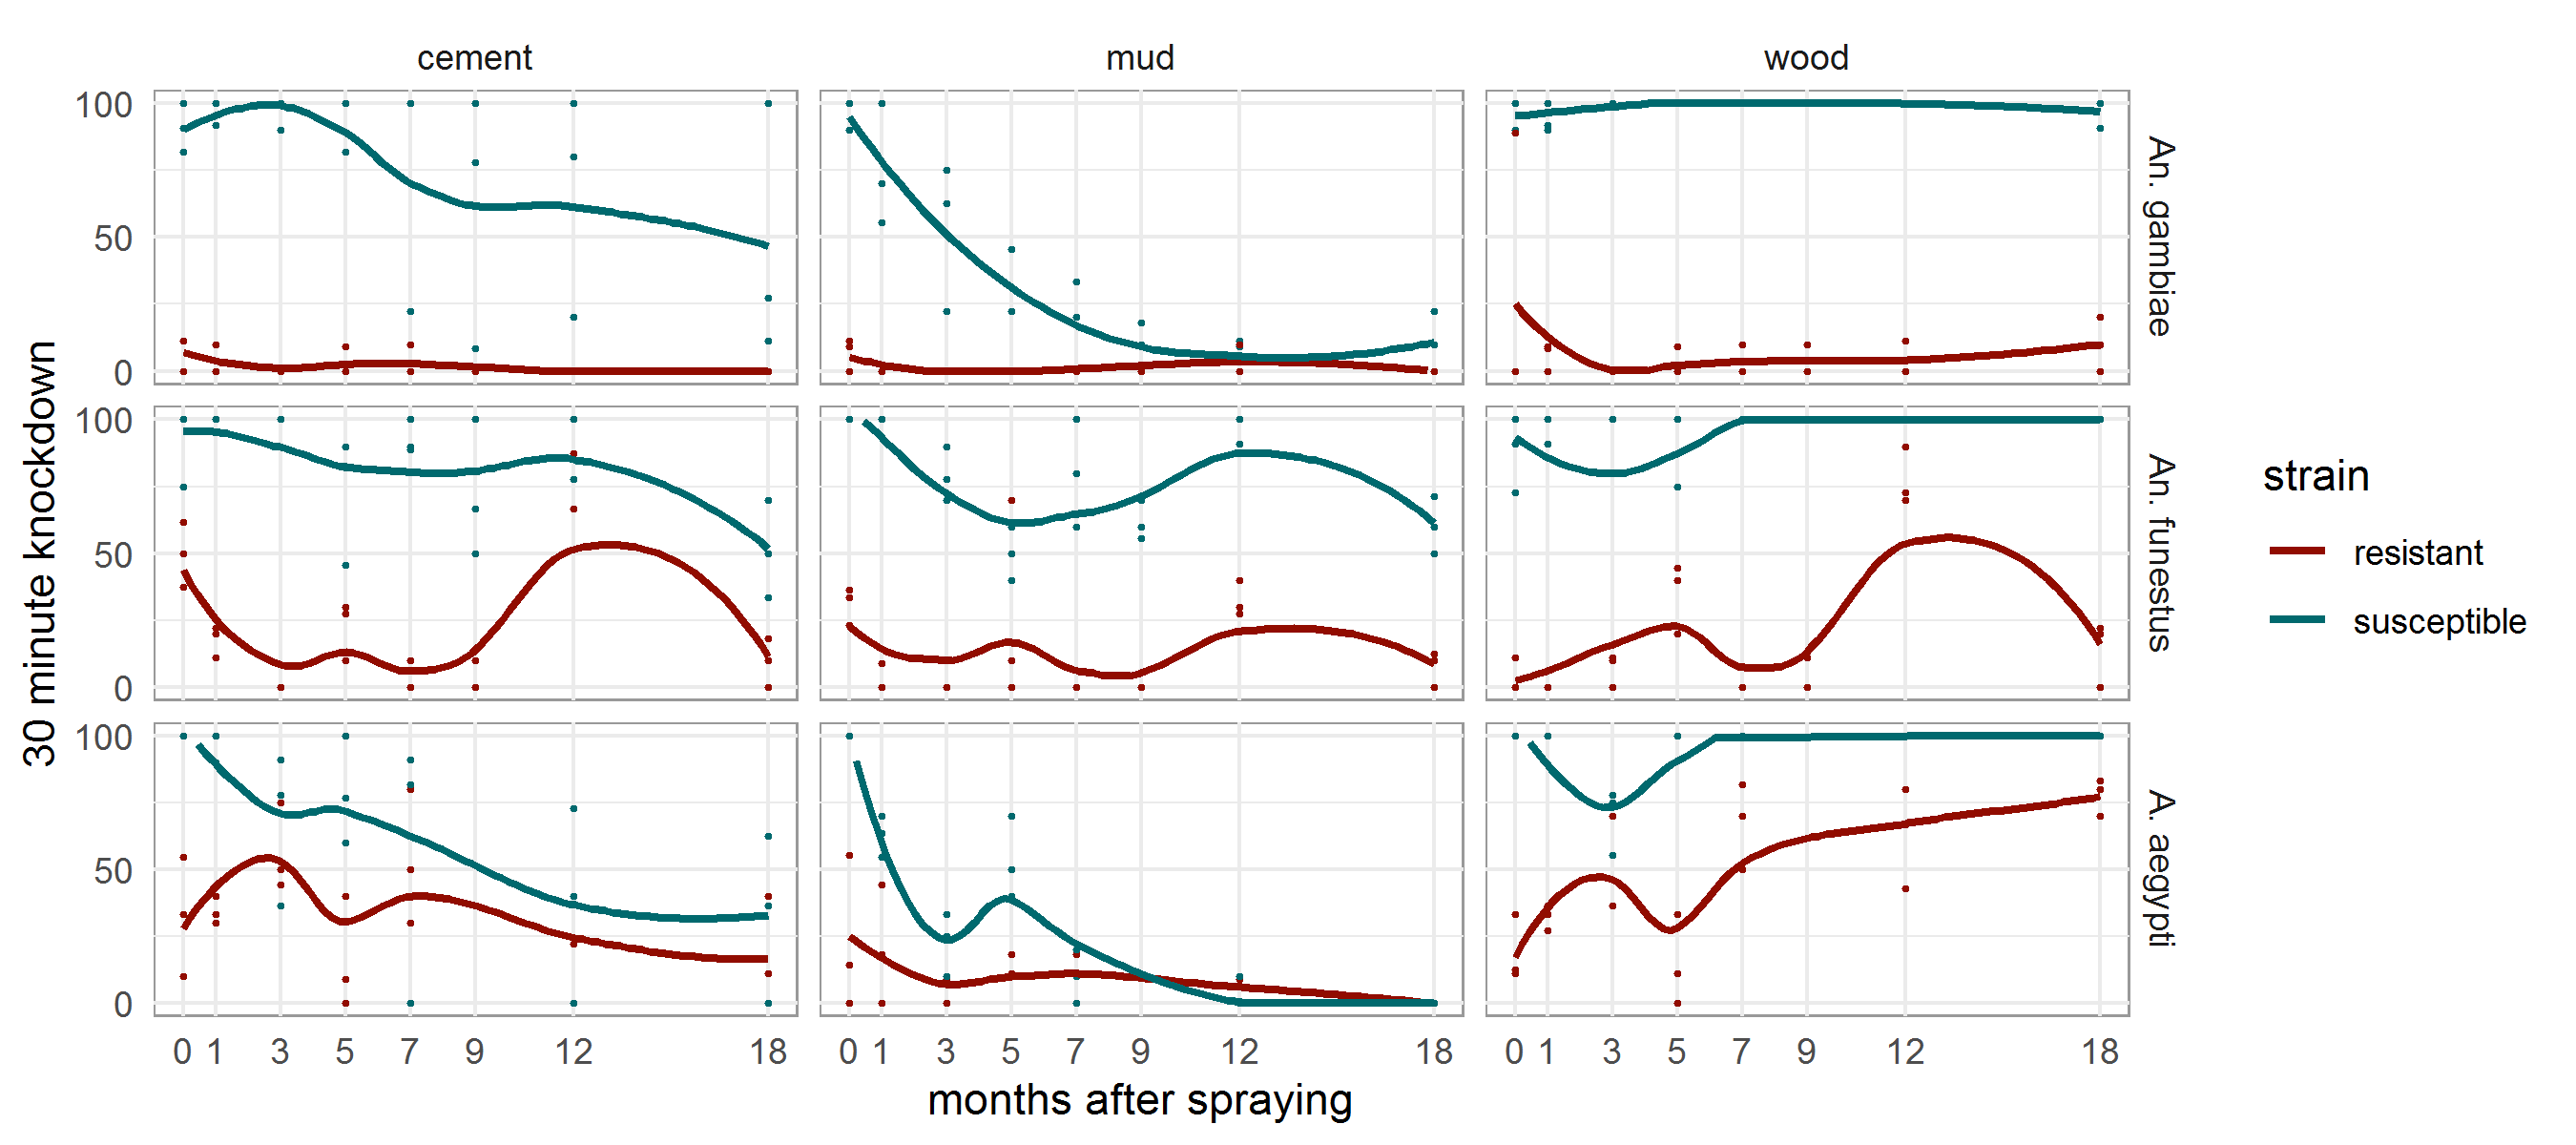 cement mud wood
100
50
0
An. gambiae
100
50
0
An. funestus
100
50
0
A. aegypti
30 minute knockdown
0 1 3 5 7 9 12 18 0 1 3 5 7 9 12 18 0 1 3 5 7 9 12 18
months after spraying
strain
resistant
susceptible